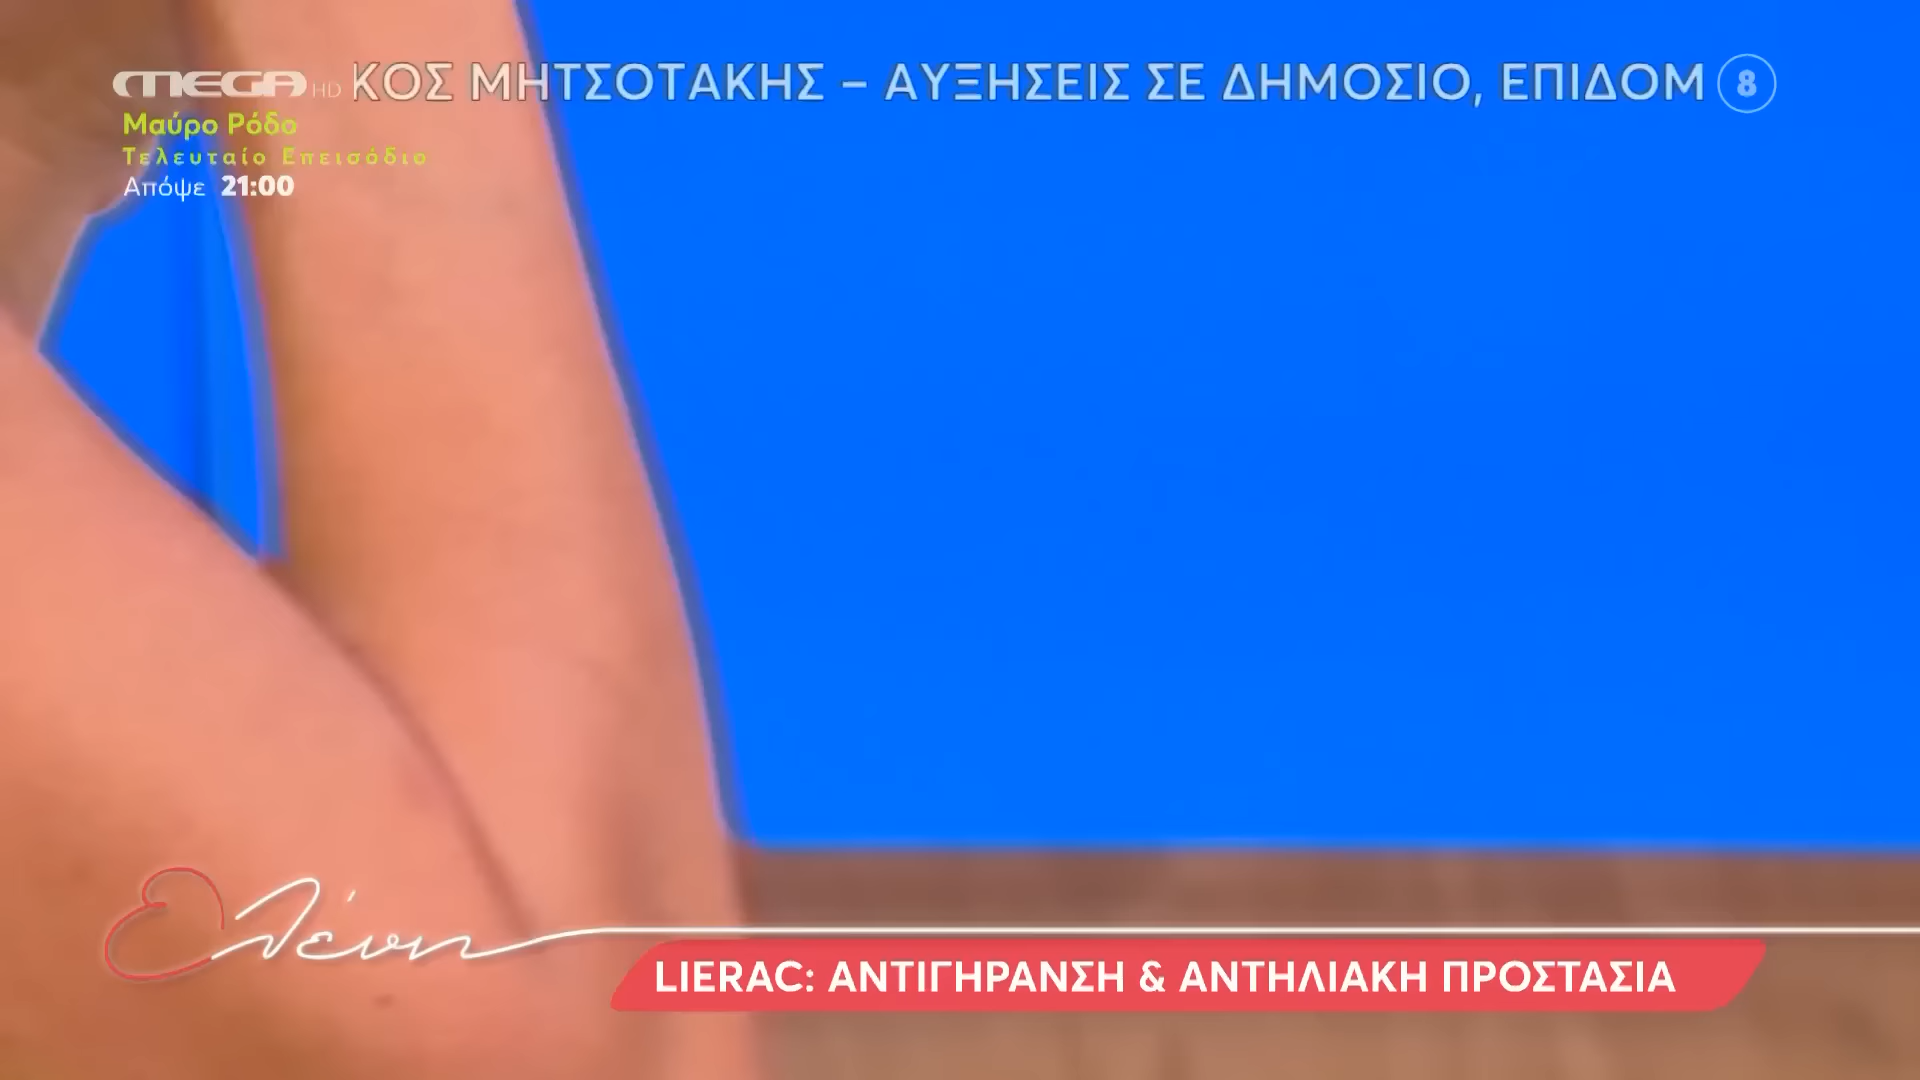 MEGA HD ΚΟΣ ΜΗΤΣΟΤΑΚΗΣ – ΑΥΞΗΣΕΙΣ ΣΕ ΔΗΜΟΣΙΟ, ΕΠΙΔΟΜ 8
Μαύρο Ρόδο
Τελευταίο Επεισόδιο
Απόψε 21:00
Ελένη
LIERAC: ΑΝΤΙΓΗΡΑΝΣΗ & ΑΝΤΗΛΙΑΚΗ ΠΡΟΣΤΑΣΙΑ